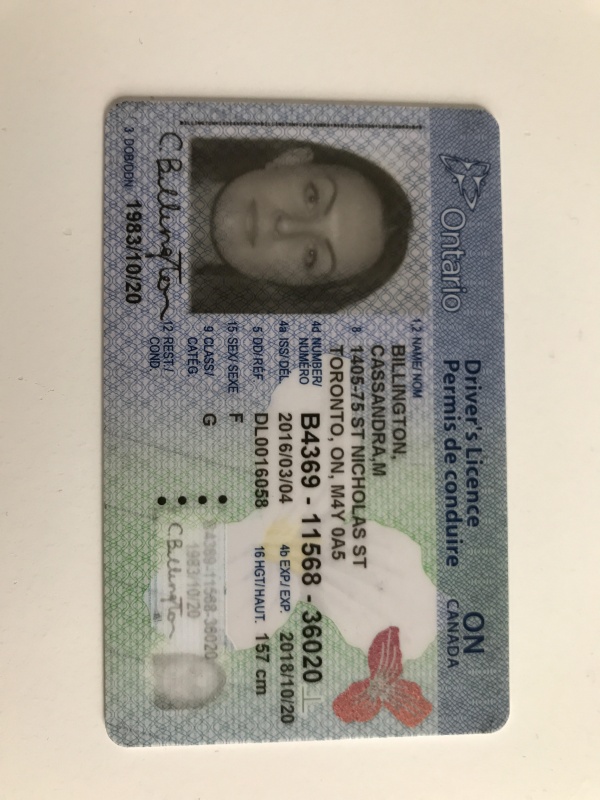 Ontario
Driver's Licence
Permis de conduire
ON
CANADA
1,2 NAME/NOM
BILLINGTON,
CASSANDRA,M
8 1405-75 ST NICHOLAS ST
TORONTO, ON, M4Y 0A5
4d NUMBER/
NUMÉRO
B4369 - 11568 - 36020
4a ISS/DÉL
2016/03/04
4b EXP./EXP.
2018/10/20
5 DD/RÉF
DL0016058
16 HGT/HAUT.
157 cm
15 SEX/SEXE
F
9 CLASS/
CATÉG.
G
12 REST./
COND.
C. Billington
3 DOB/DDN
1983/10/20
B4369-11568-36020
1983/10/20
C.Billington